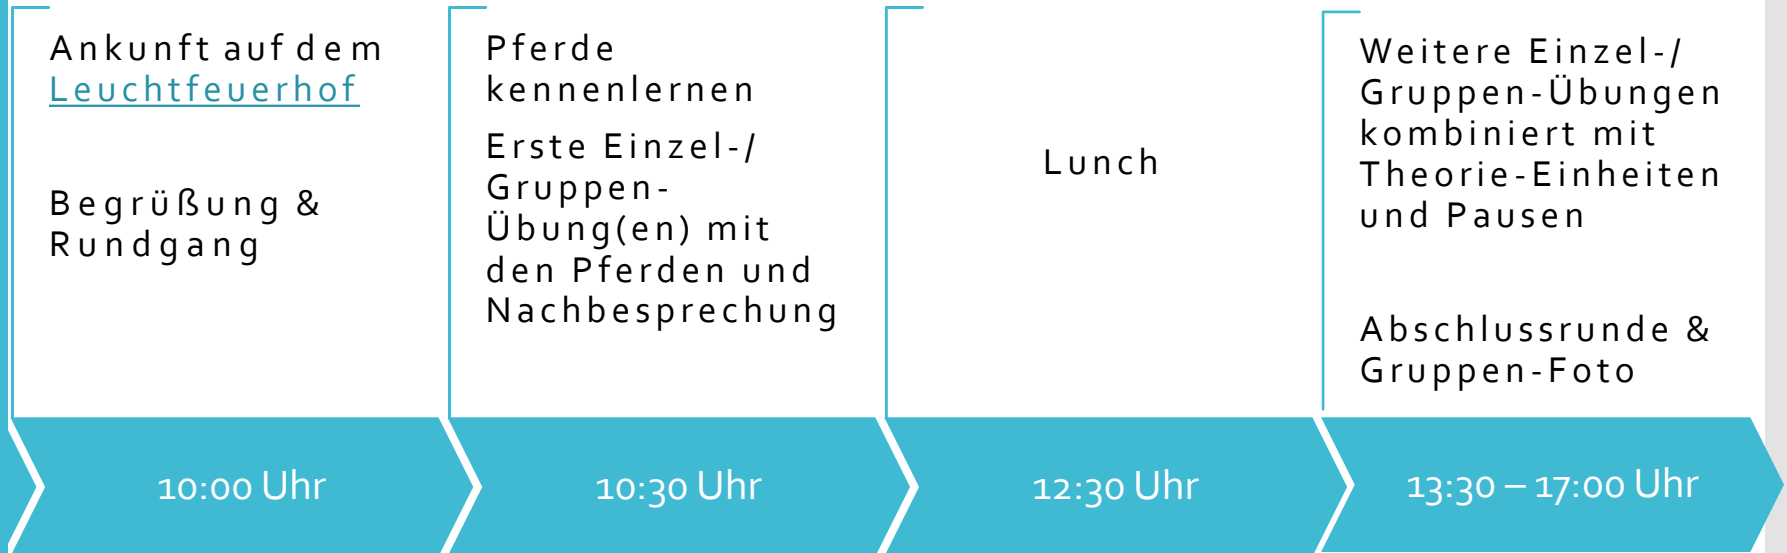 Ankunft auf dem
Leuchtfeuerhof
Begrüßung &
Rundgang
10:00 Uhr
Pferde
kennenlernen
Erste Einzel-/
Gruppen-
Übung(en) mit
den Pferden und
Nachbesprechung
10:30 Uhr
Lunch
12:30 Uhr
Weitere Einzel-/
Gruppen-Übungen
kombiniert mit
Theorie-Einheiten
und Pausen
Abschlussrunde &
Gruppen-Foto
13:30 – 17:00 Uhr